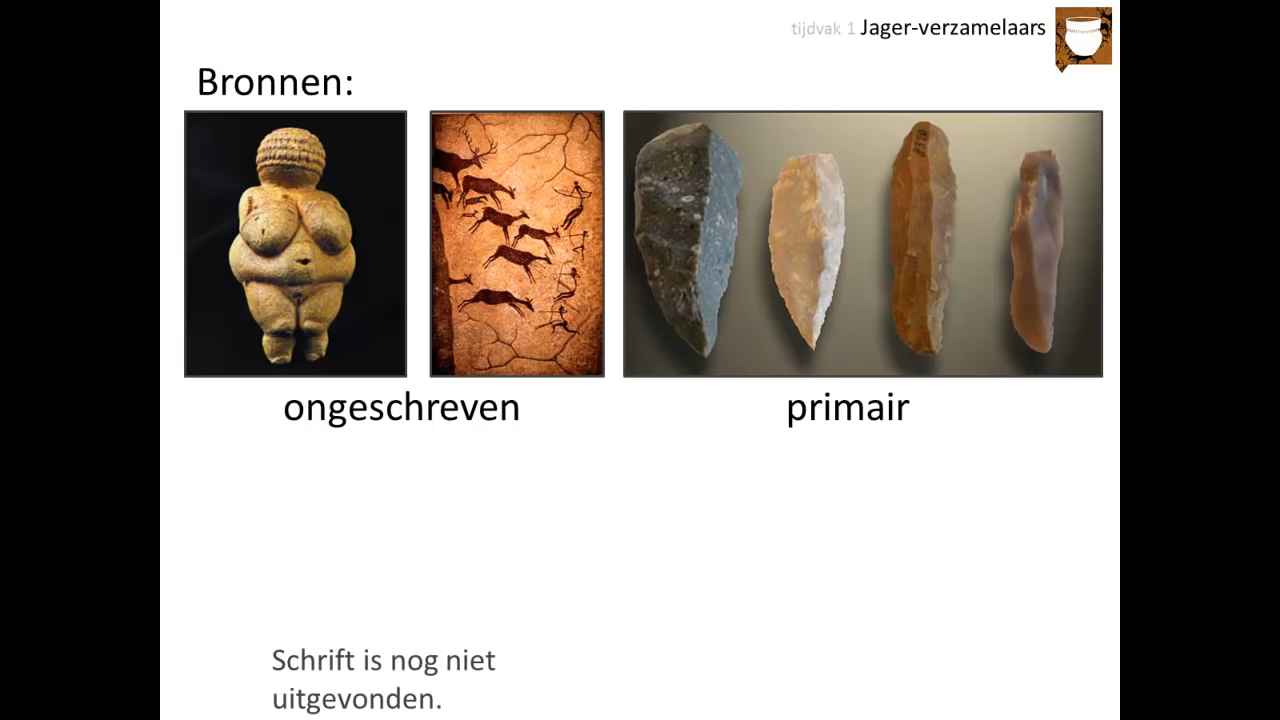 tijdvak 1 Jager-verzamelaars
Bronnen:
ongeschreven
primair
Schrift is nog niet
uitgevonden.